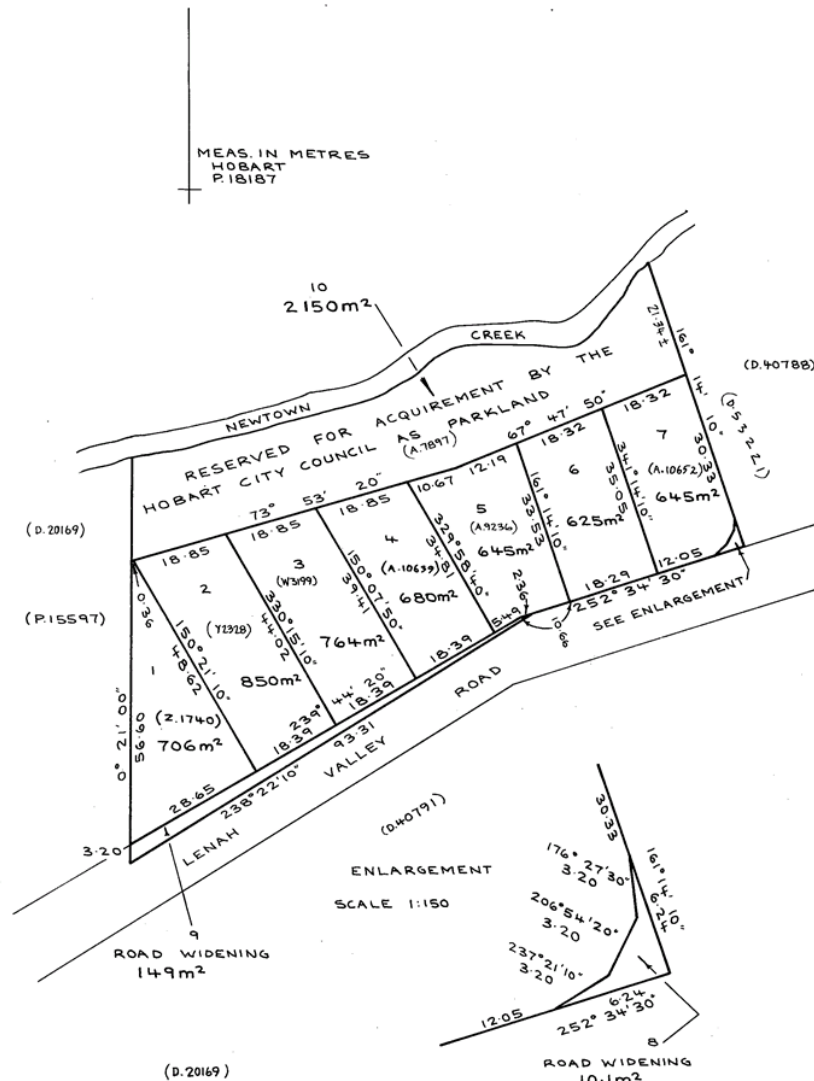 MEAS. IN METRES
HOBART
P.18187
10
2150m²
NEWTOWN
CREEK
21·34 ±
161° 14' 10"
(D.40788)
(D.53221)
RESERVED FOR ACQUIREMENT BY THE
HOBART CITY COUNCIL AS PARKLAND
(A.7897)
67° 47' 50"
73° 53' 20"
18·85
18·85
18·85
10·67
12·19
18·32
18·32
(D.20169)
(P.15597)
0·36
0° 21' 00"
56·60
1
(Z.1740)
706m²
150° 21' 10"
48·62
2
(Y2328)
850m²
330° 15' 10"
44·02
3
(W3199)
764m²
150° 07' 50"
39·41
4
(A.10639)
680m²
329° 58' 40"
34·81
5
(A.9236)
645m²
161° 14' 10"
33·53
6
625m²
341° 14' 10"
35·05
7
(A.10652)
645m²
30·33
28·65
18·39
239° 44' 20"
18·39
18·39
5·49
2·36
10·66
18·29
12·05
252° 34' 30"
SEE ENLARGEMENT
238° 22' 10"
93·31
3·20
LENAH VALLEY ROAD
(D.40791)
9
ROAD WIDENING
149m²
ENLARGEMENT
SCALE 1:150
30·33
176° 27' 30"
3·20
206° 54' 20"
3·20
237° 21' 10"
3·20
161° 14' 10"
6·24
12·05
6·24
252° 34' 30"
8
ROAD WIDENING
10·1m²
(D.20169)